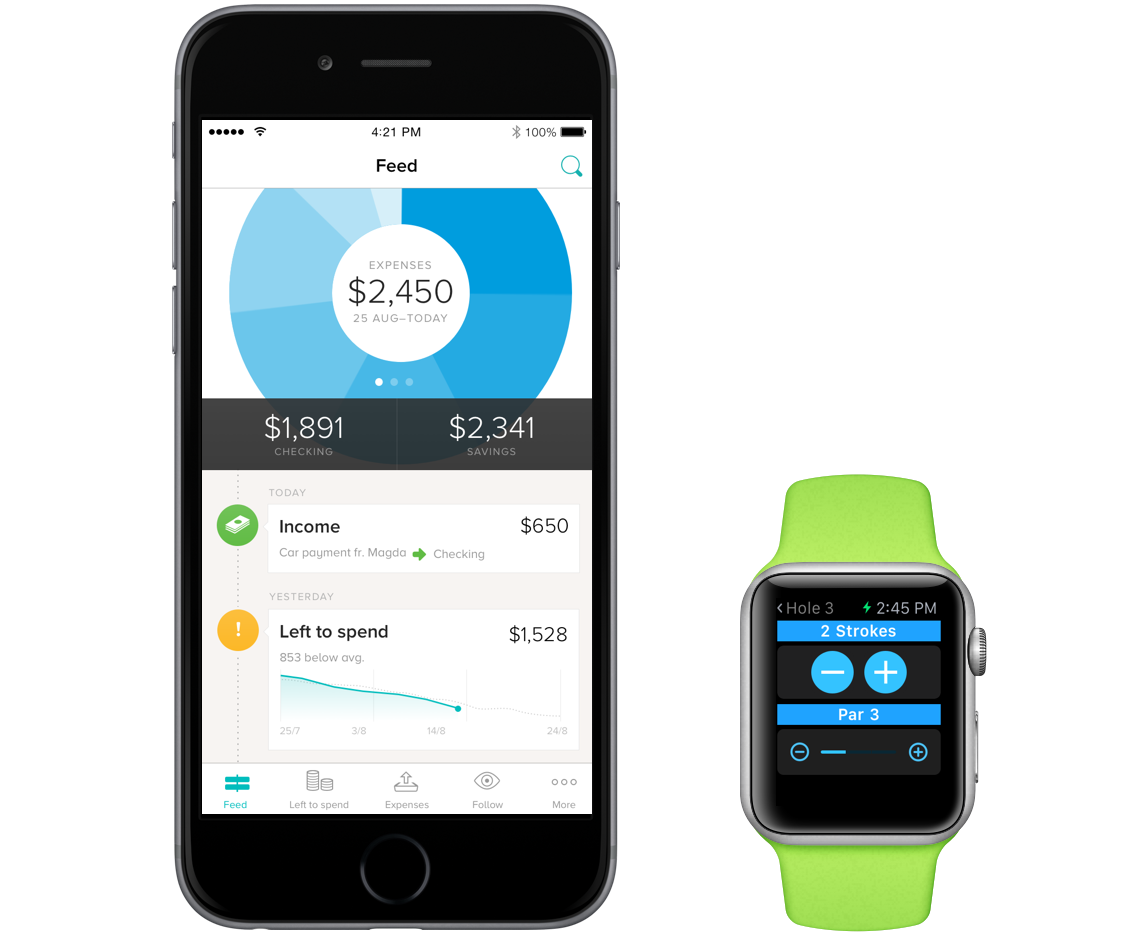 4:21 PM
100%
Feed
EXPENSES
$2,450
25 AUG–TODAY
$1,891
$2,341
CHECKING
SAVINGS
TODAY
Income
$650
Car payment fr. Magda
Checking
YESTERDAY
!
Left to spend
$1,528
853 below avg.
25/7
3/8
14/8
24/8
Feed
Left to spend
Expenses
Follow
More
Hole 3
2:45 PM
2 Strokes
Par 3